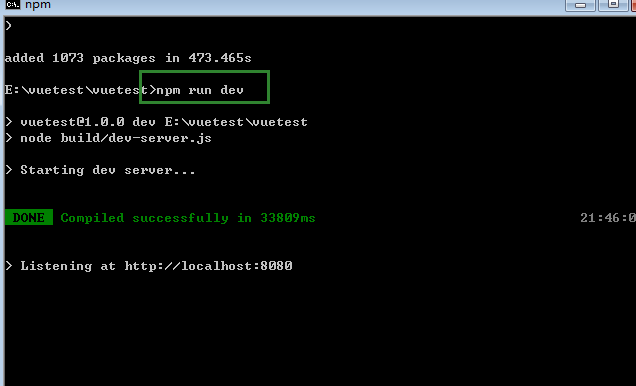 npm
>
added 1073 packages in 473.465s
E:\vuetest\vuetest>npm run dev
> vuetest@1.0.0 dev E:\vuetest\vuetest
> node build/dev-server.js
> Starting dev server...
DONE Compiled successfully in 33809ms 21:46:0
> Listening at http://localhost:8080